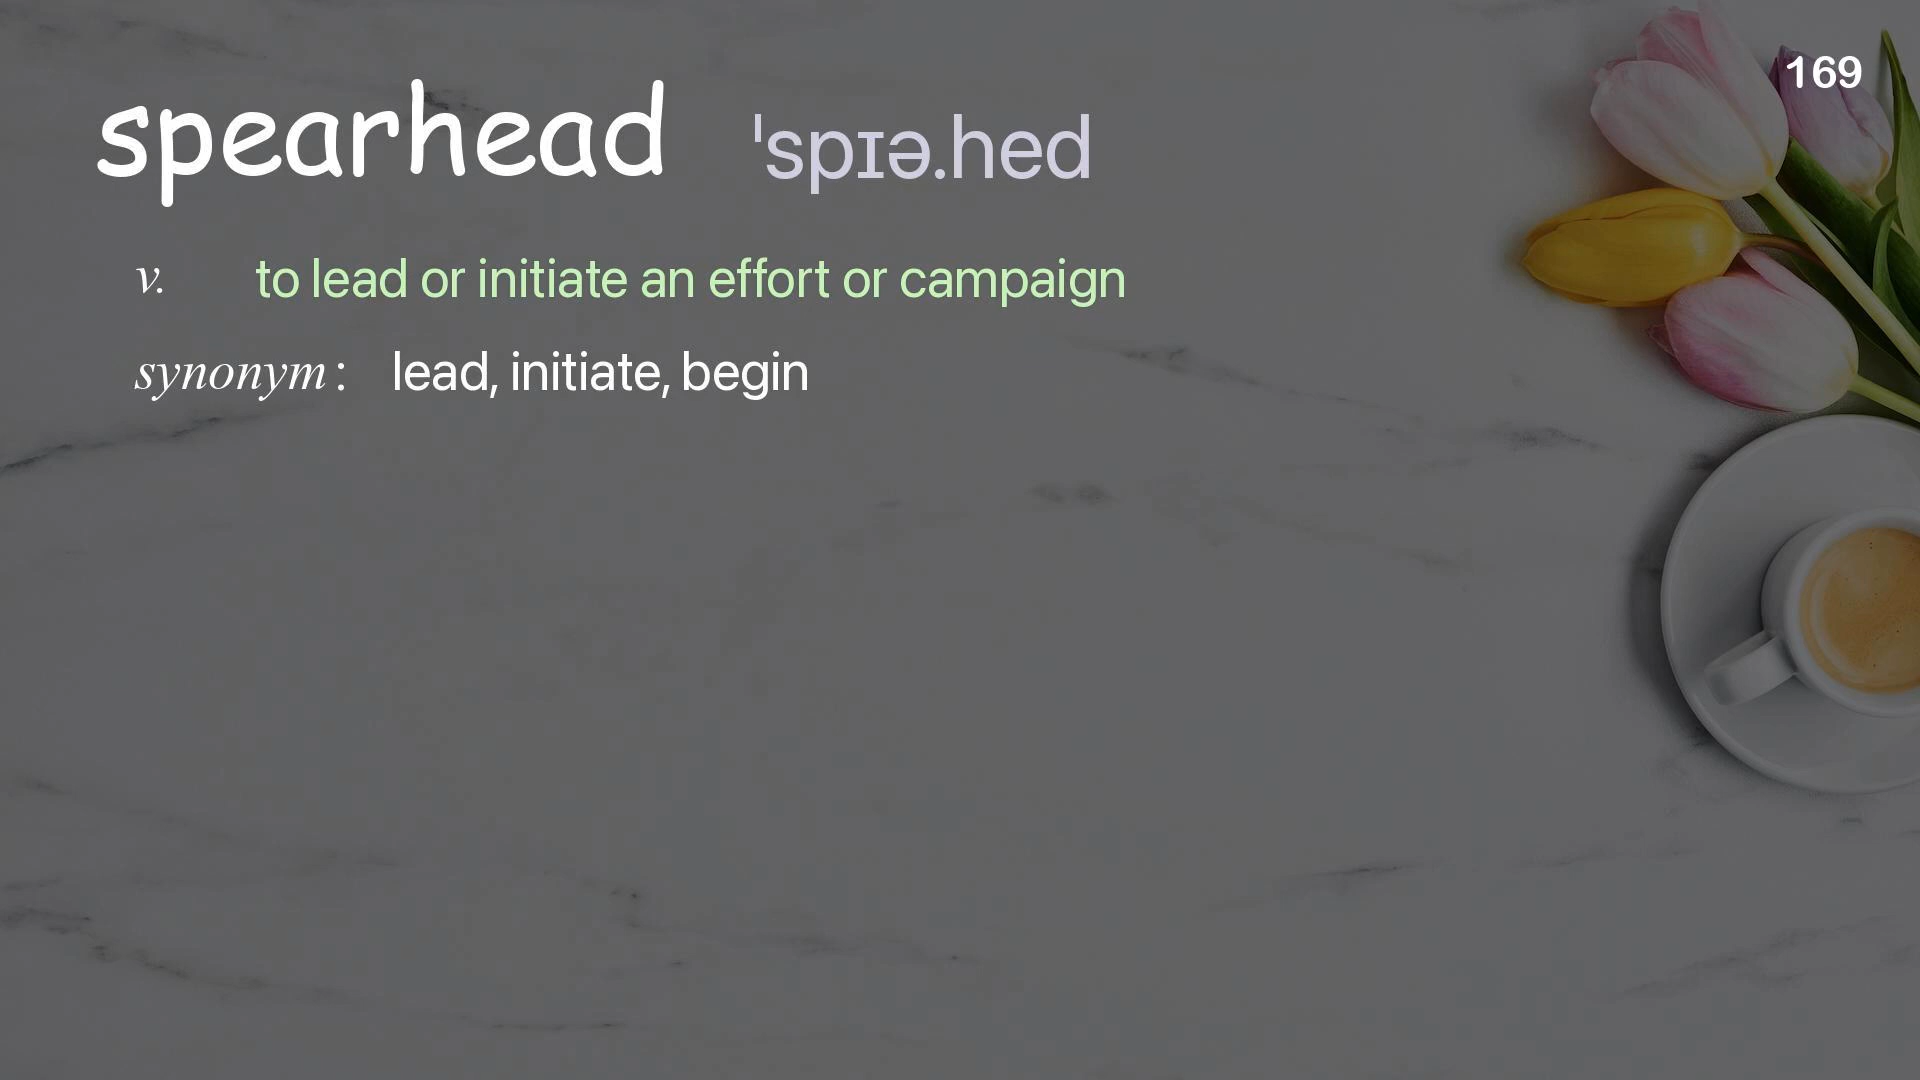 169
spearhead ˈspɪə.hed
v. to lead or initiate an effort or campaign
synonym : lead, initiate, begin